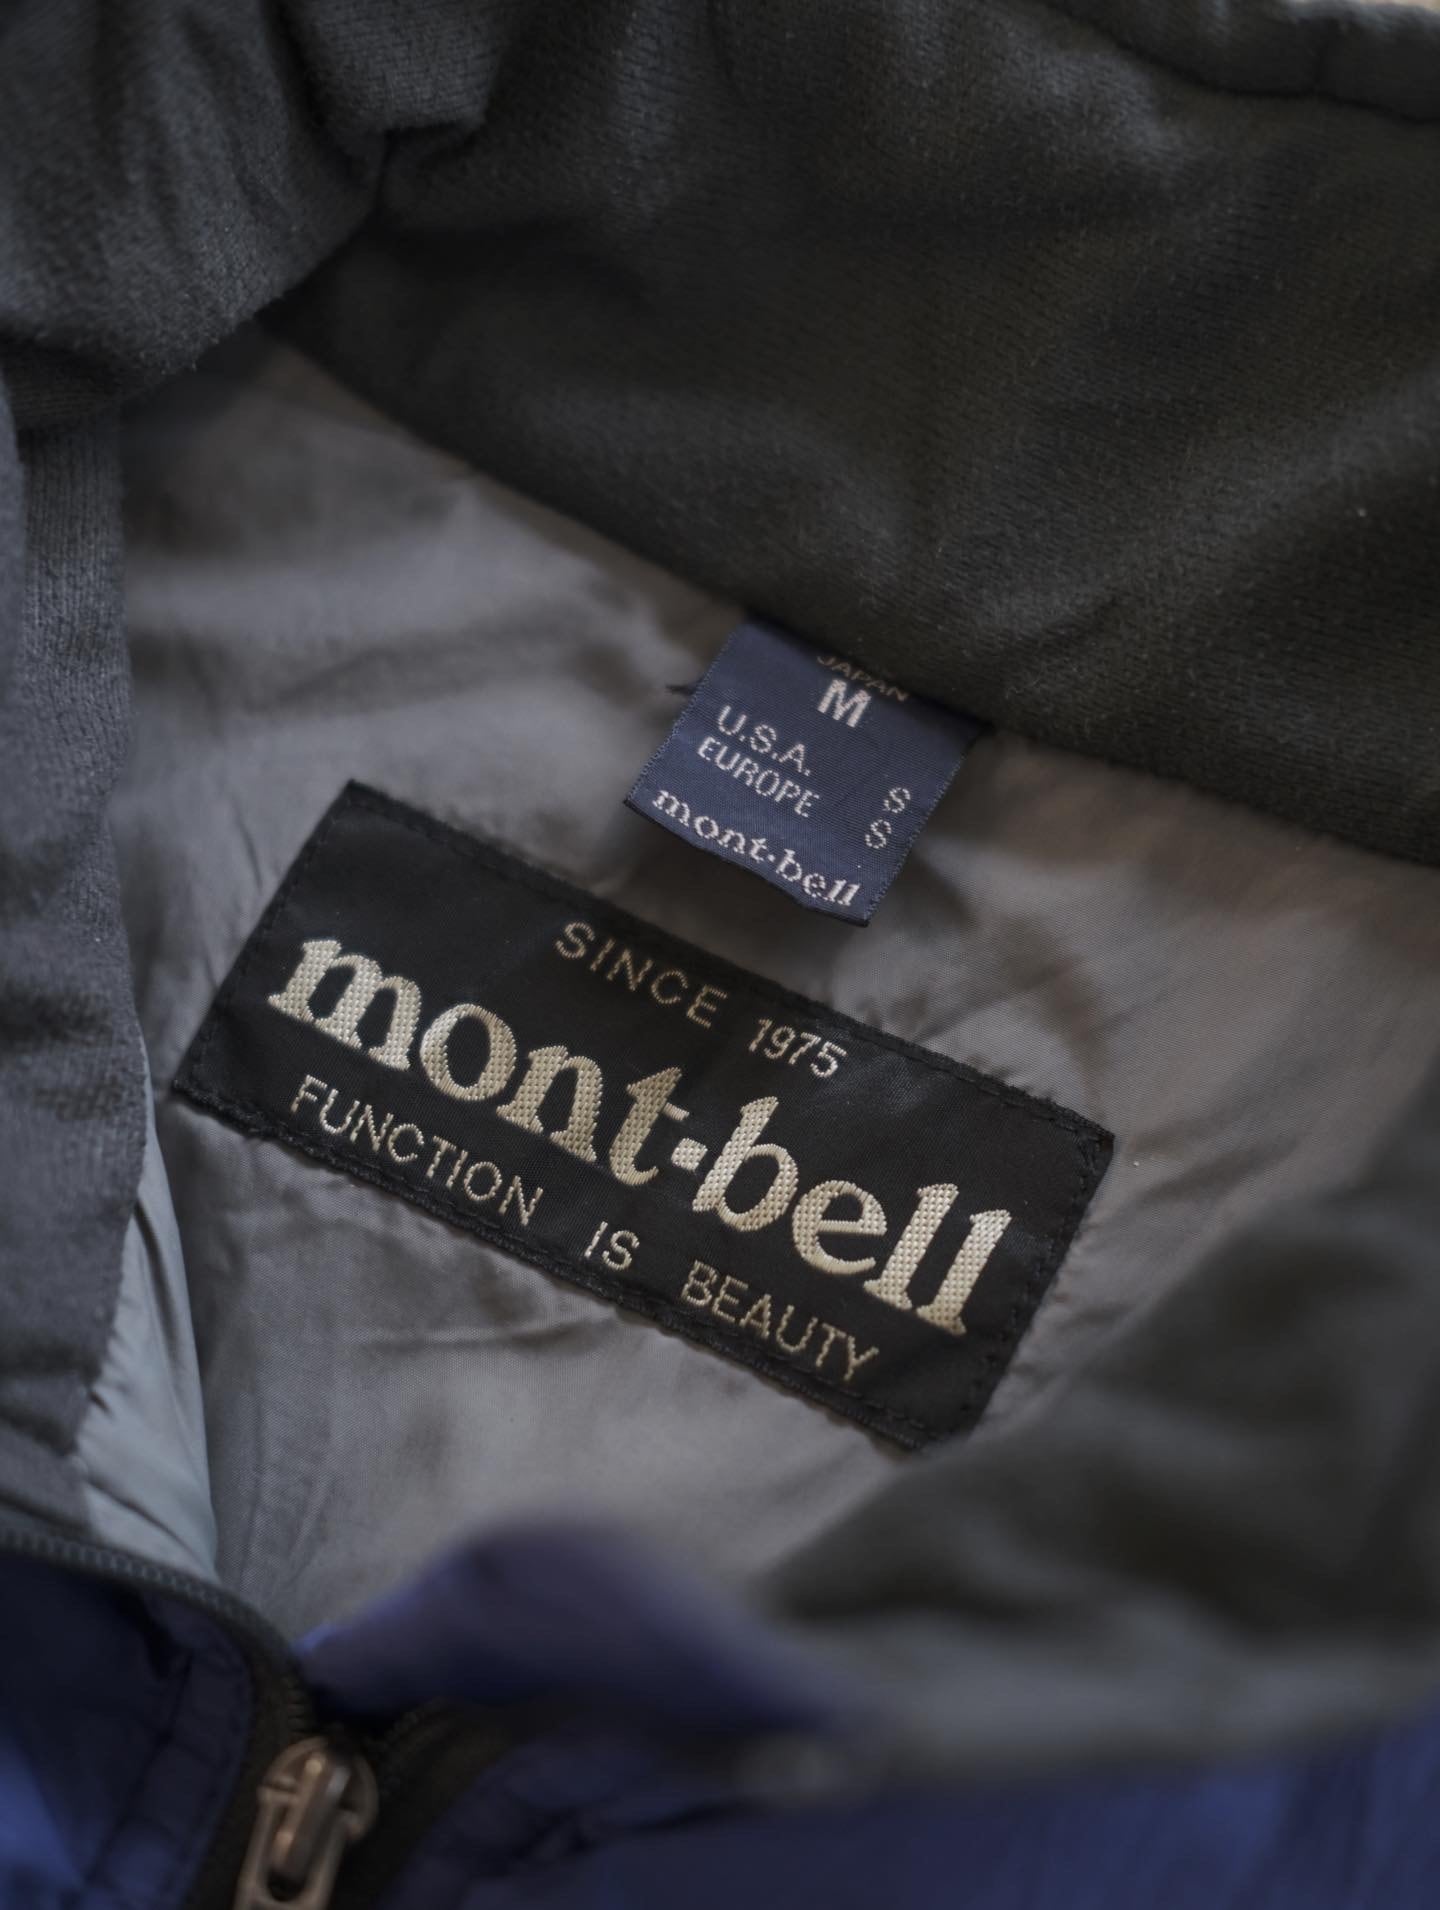 JAPAN
M
U.S.A. S
EUROPE S
mont-bell
SINCE 1975
mont-bell
FUNCTION IS BEAUTY